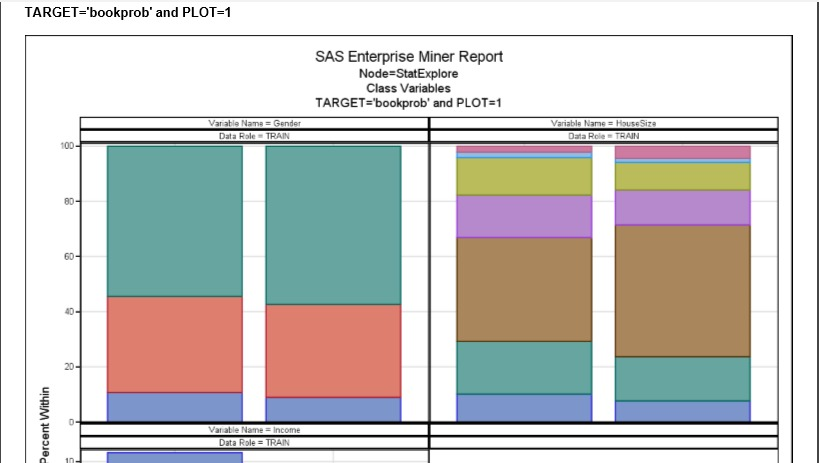 TARGET='bookprob' and PLOT=1
SAS Enterprise Miner Report
Node=StatExplore
Class Variables
TARGET='bookprob' and PLOT=1
Variable Name = Gender
Variable Name = HouseSize
Data Role = TRAIN
Data Role = TRAIN
100
80
60
40
20
0
Percent Within
Variable Name = Income
Data Role = TRAIN
10